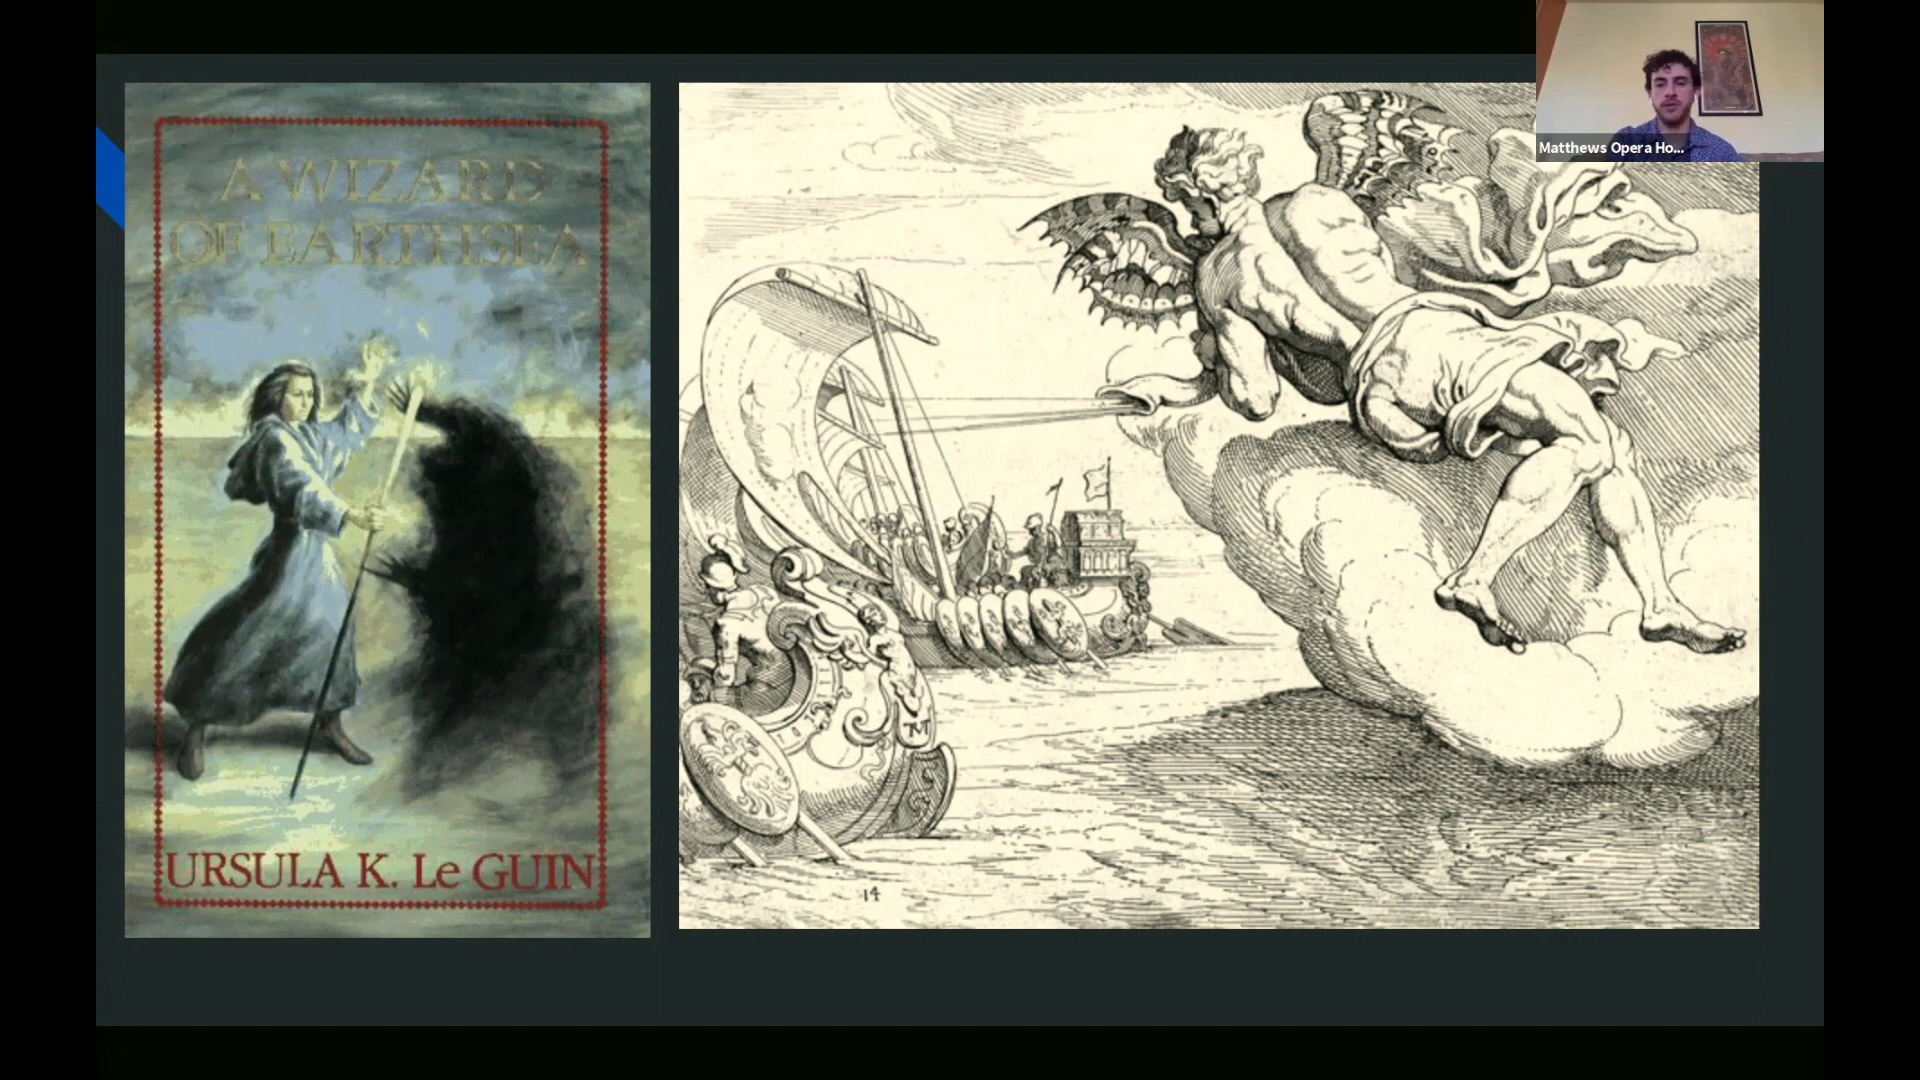 A WIZARD
OF EARTHSEA
URSULA K. Le GUIN
14
Matthews Opera Ho...